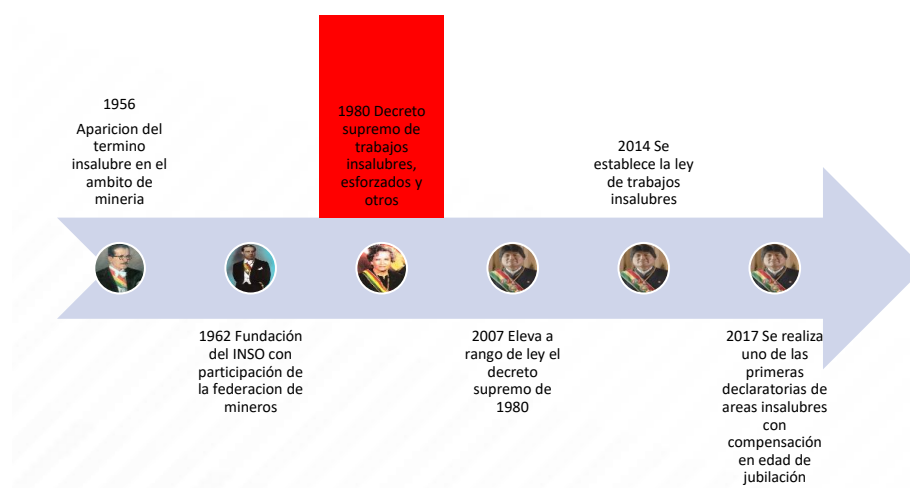 1956
Aparicion del
termino
insalubre en el
ambito de
mineria
1962 Fundación
del INSO con
participación de
la federacion de
mineros
1980 Decreto
supremo de
trabajos
insalubres,
esforzados y
otros
2007 Eleva a
rango de ley el
decreto
supremo de
1980
2014 Se
establece la ley
de trabajos
insalubres
2017 Se realiza
uno de las
primeras
declaratorias de
areas insalubres
con
compensación
en edad de
jubilación